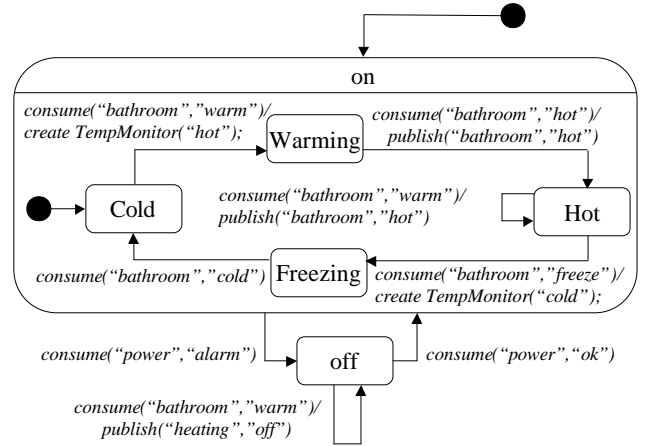 on
consume(“bathroom”,”warm”)/
create TempMonitor(“hot”);
consume(“bathroom”,”hot”)/
publish(“bathroom”,”hot”)
Warming
consume(“bathroom”,”warm”)/
publish(“bathroom”,”hot”)
Cold
Hot
consume(“bathroom”,”cold”)
Freezing
consume(“bathroom”,”freeze”)/
create TempMonitor(“cold”);
consume(“power”,”alarm”)
off
consume(“power”,”ok”)
consume(“bathroom”,”warm”)/
publish(“heating”,”off”)